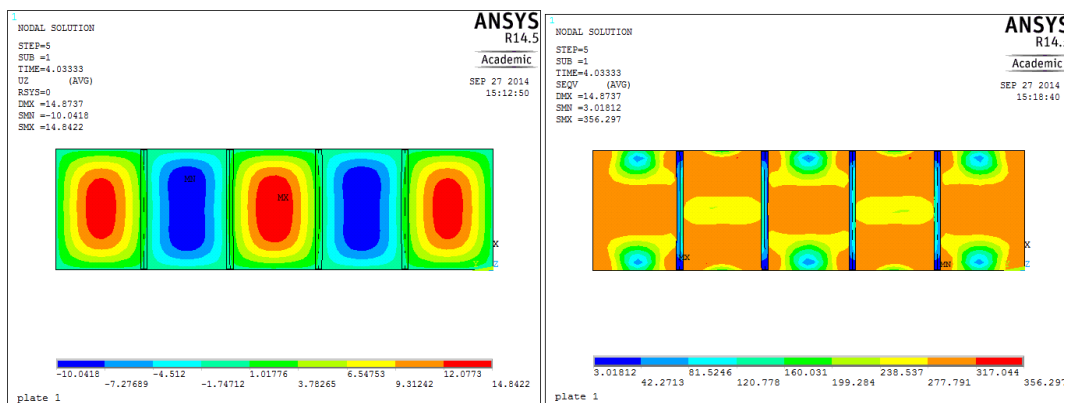 1
NODAL SOLUTION
STEP=5
SUB =1
TIME=4.03333
UZ (AVG)
RSYS=0
DMX =14.8737
SMN =-10.0418
SMX =14.8422
ANSYS
R14.5
Academic
SEP 27 2014
15:12:50
MN
MX
X
Z
-10.0418 -4.512 1.01776 6.54753 12.0773
-7.27689 -1.74712 3.78265 9.31242 14.8422
plate 1
1
NODAL SOLUTION
STEP=5
SUB =1
TIME=4.03333
SEQV (AVG)
DMX =14.8737
SMN =3.01812
SMX =356.297
ANSYS
R14.
Academic
SEP 27 2014
15:18:40
MX
MN
X
Z
3.01812 81.5246 160.031 238.537 317.044
42.2713 120.778 199.284 277.791 356.297
plate 1